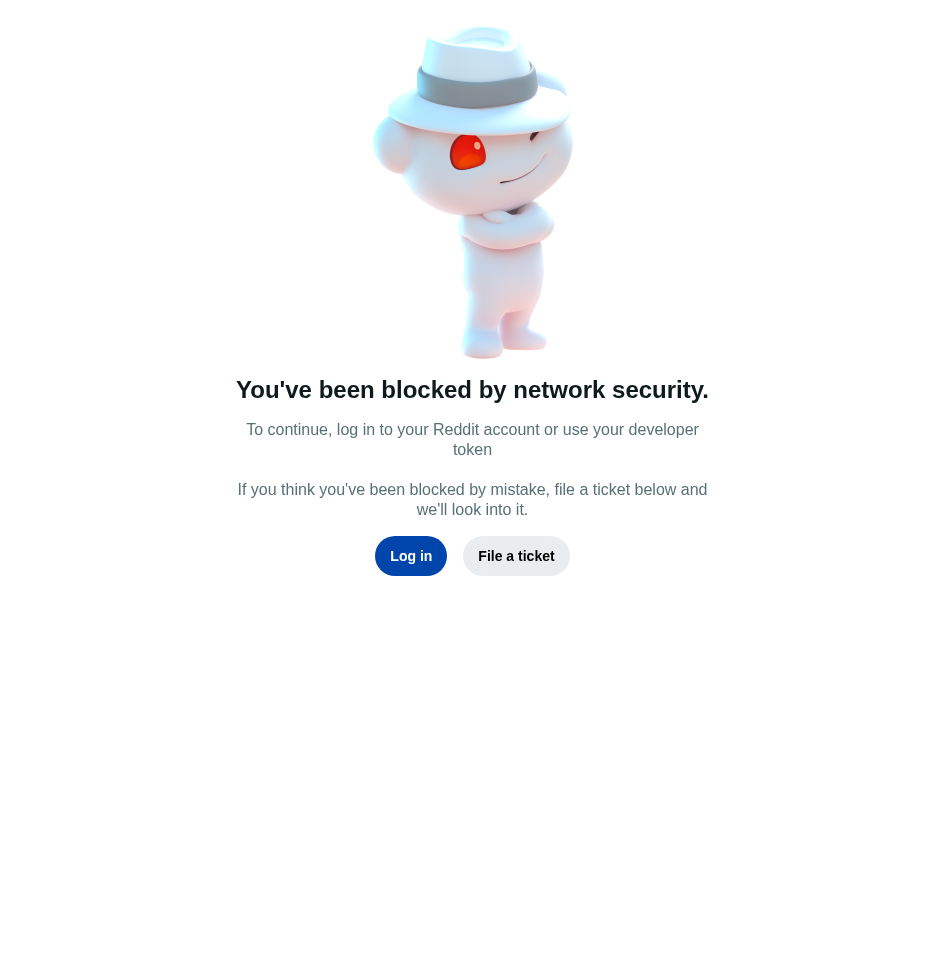 You've been blocked by network security.
To continue, log in to your Reddit account or use your developer
token
If you think you've been blocked by mistake, file a ticket below and
we'll look into it.
Log in
File a ticket